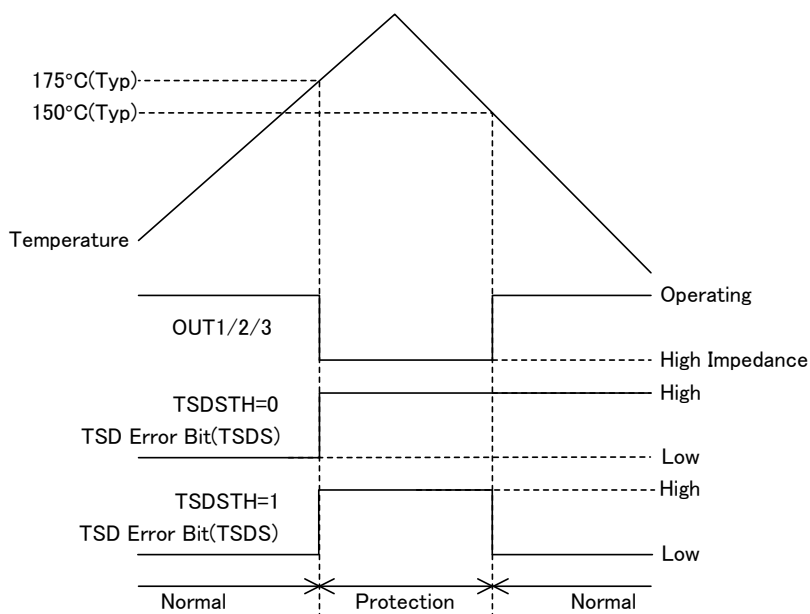 175°C(Typ)
150°C(Typ)
Temperature
Operating
OUT1/2/3
High Impedance
TSDSTH=0
High
TSD Error Bit(TSDS)
Low
TSDSTH=1
High
TSD Error Bit(TSDS)
Low
Normal
Protection
Normal